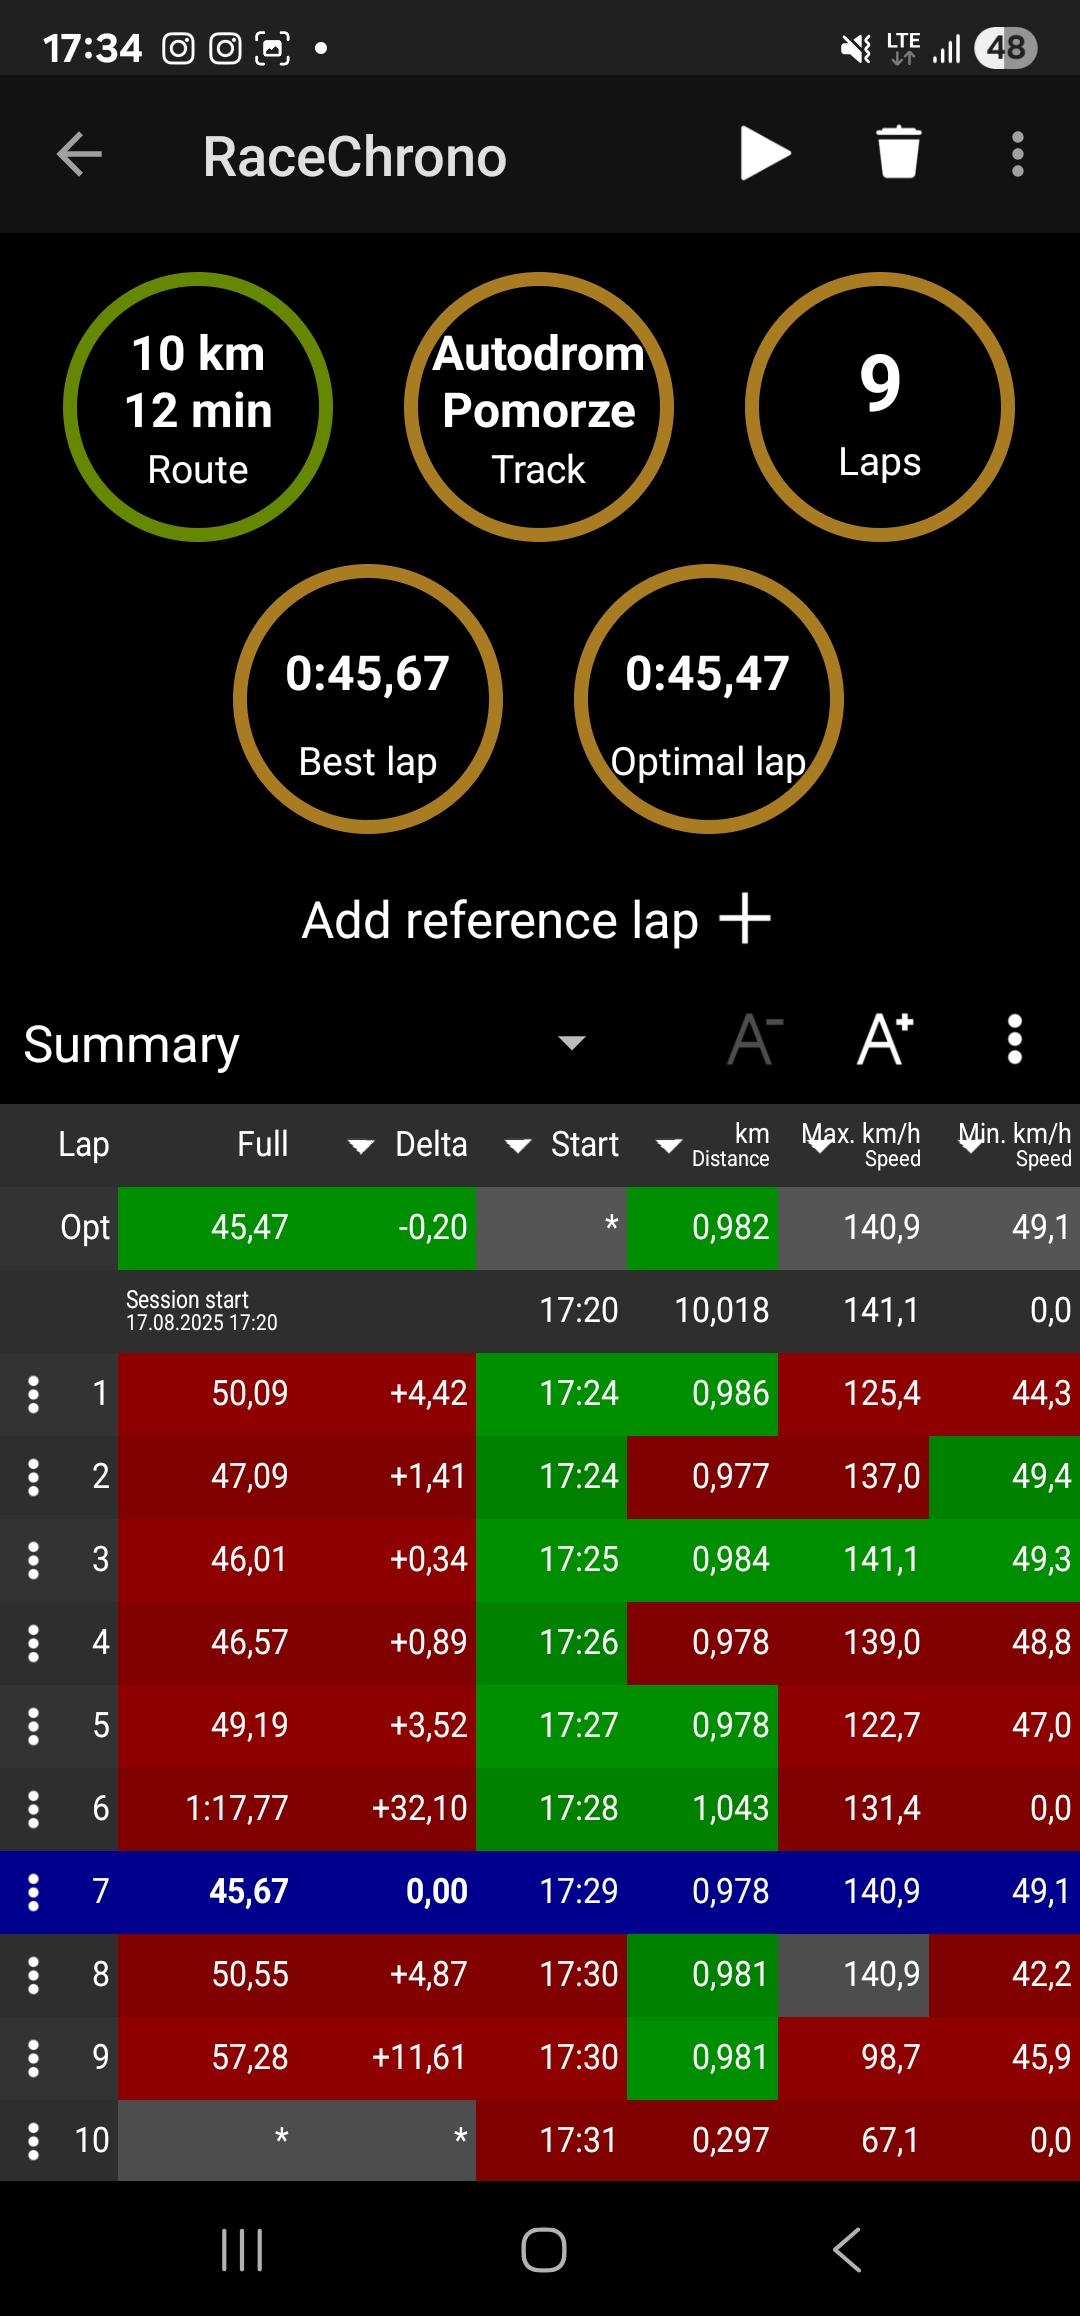 17:34
LTE
48
RaceChrono
10 km
12 min
Route
Autodrom
Pomorze
Track
9
Laps
0:45,67
Best lap
0:45,47
Optimal lap
Add reference lap +
Summary
A-
A+
Lap Full Delta Start km Distance Max. km/h Speed Min. km/h Speed
Opt 45,47 -0,20 * 0,982 140,9 49,1
Session start 17.08.2025 17:20 17:20 10,018 141,1 0,0
1 50,09 +4,42 17:24 0,986 125,4 44,3
2 47,09 +1,41 17:24 0,977 137,0 49,4
3 46,01 +0,34 17:25 0,984 141,1 49,3
4 46,57 +0,89 17:26 0,978 139,0 48,8
5 49,19 +3,52 17:27 0,978 122,7 47,0
6 1:17,77 +32,10 17:28 1,043 131,4 0,0
7 45,67 0,00 17:29 0,978 140,9 49,1
8 50,55 +4,87 17:30 0,981 140,9 42,2
9 57,28 +11,61 17:30 0,981 98,7 45,9
10 * * 17:31 0,297 67,1 0,0